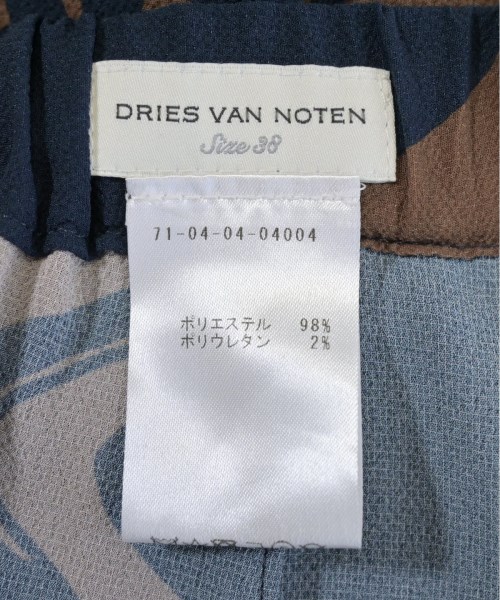 DRIES VAN NOTEN
Size 38
71-04-04-04004
ポリエステル 98%
ポリウレタン 2%